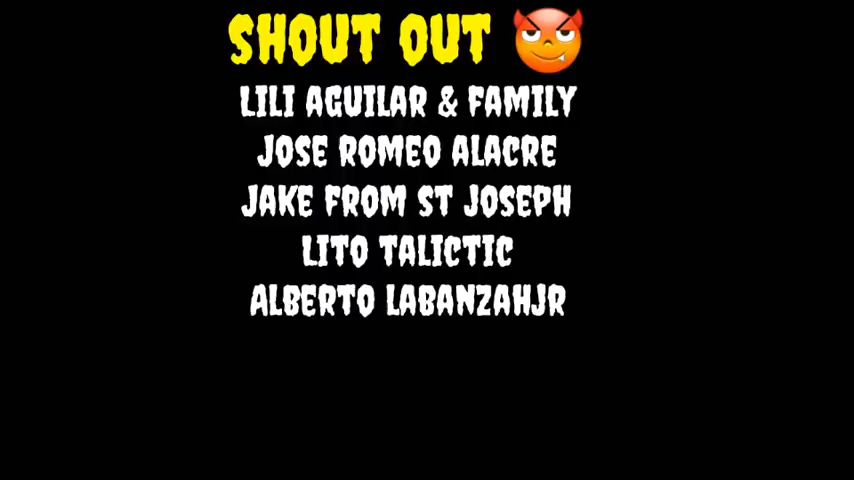 SHOUT OUT 😈
LILI AGUILAR & FAMILY
JOSE ROMEO ALACRE
JAKE FROM ST JOSEPH
LITO TALICTIC
ALBERTO LABANZAHJR